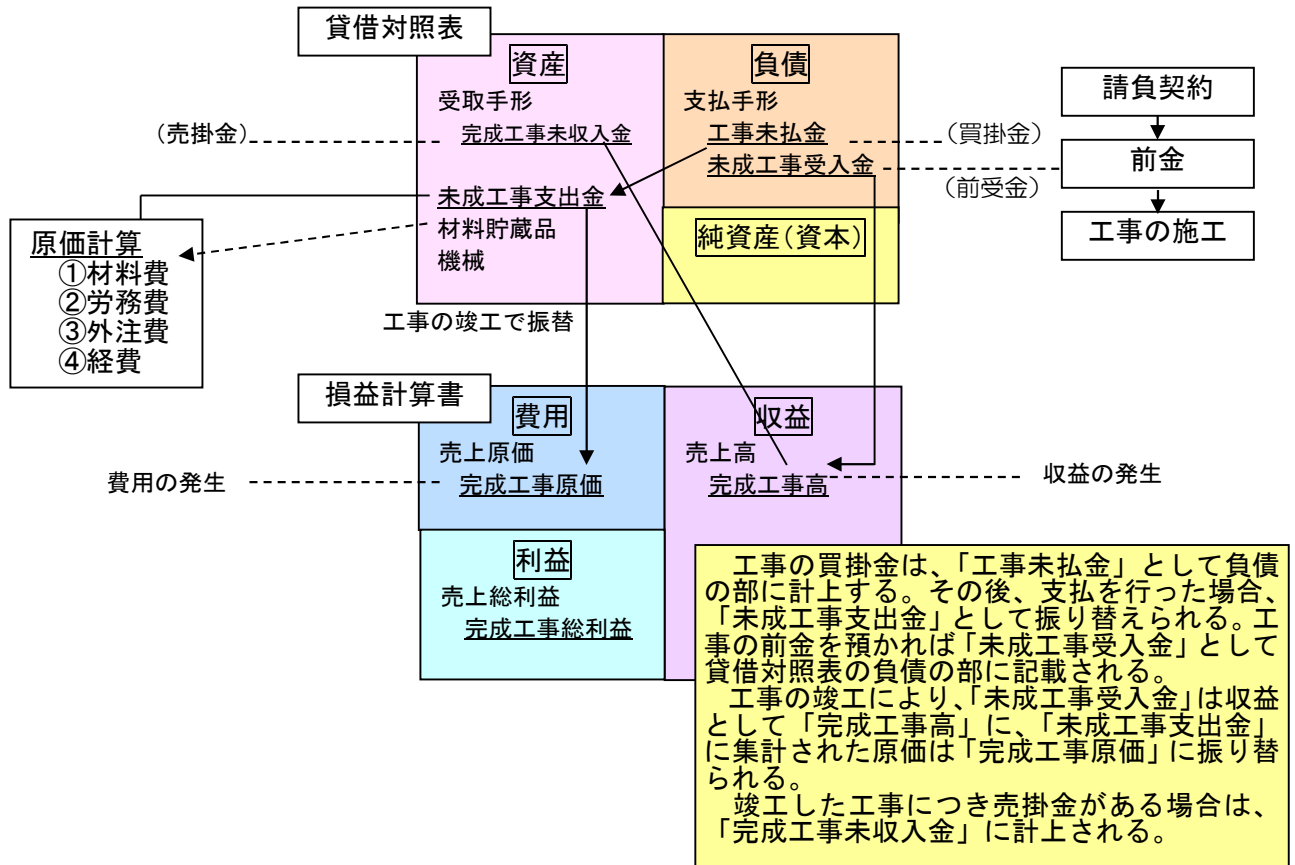 貸借対照表
資産
受取手形
完成工事未収入金
未成工事支出金
材料貯蔵品
機械
負債
支払手形
工事未払金
未成工事受入金
純資産(資本)
(売掛金)
(買掛金)
(前受金)
請負契約
前金
工事の施工
原価計算
①材料費
②労務費
③外注費
④経費
工事の竣工で振替
損益計算書
費用
売上原価
完成工事原価
収益
売上高
完成工事高
費用の発生
収益の発生
利益
売上総利益
完成工事総利益
工事の買掛金は、「工事未払金」として負債
の部に計上する。その後、支払を行った場合、
「未成工事支出金」として振り替えられる。工
事の前金を預かれば「未成工事受入金」として
貸借対照表の負債の部に記載される。
工事の竣工により、「未成工事受入金」は収益
として「完成工事高」に、「未成工事支出金」
に集計された原価は「完成工事原価」に振り替
られる。
竣工した工事につき売掛金がある場合は、
「完成工事未収入金」に計上される。